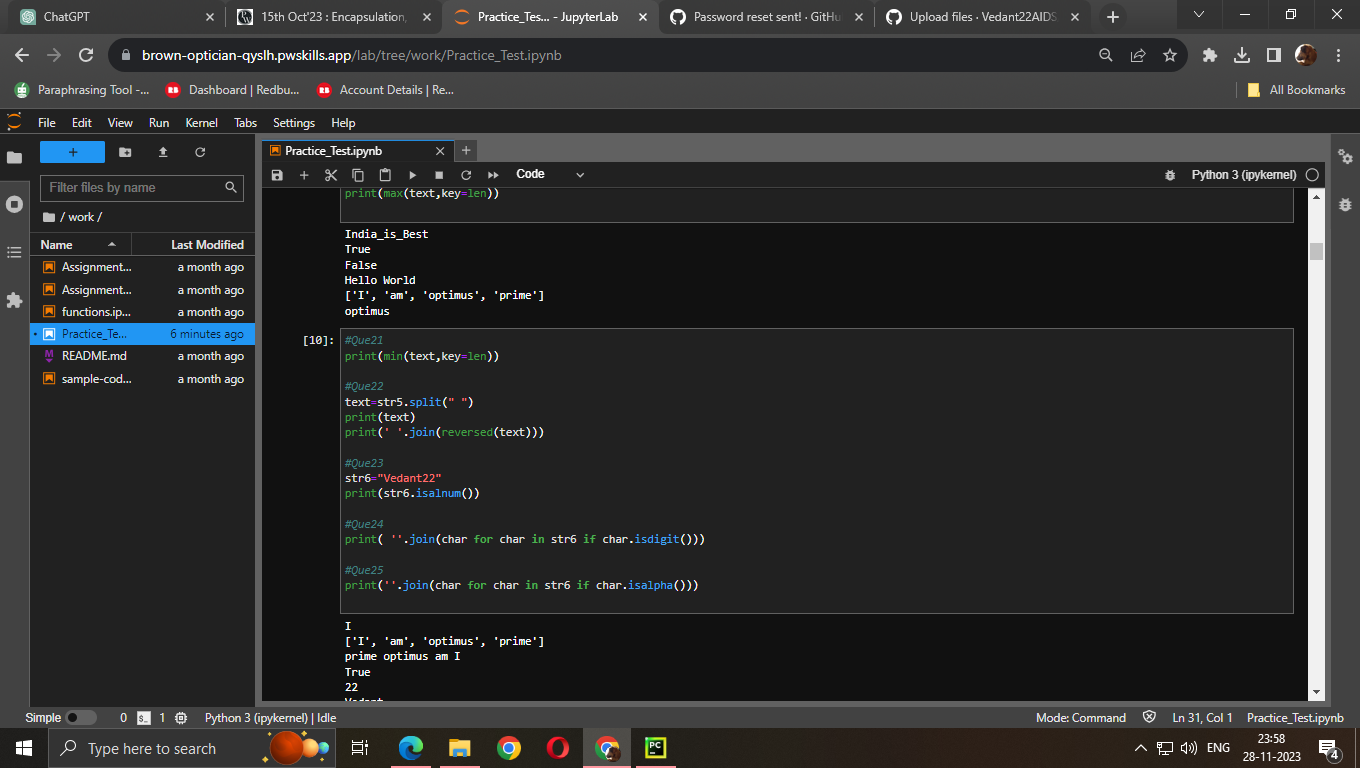 ChatGPT
15th Oct'23 : Encapsulation,
Practice_Tes... - JupyterLab
Password reset sent! · GitHu
Upload files · Vedant22AIDS
brown-optician-qyslh.pwskills.app/lab/tree/work/Practice_Test.ipynb
Paraphrasing Tool -...
Dashboard | Redbu...
Account Details | Re...
All Bookmarks
File Edit View Run Kernel Tabs Settings Help
Filter files by name
/ work /
Name Last Modified
Assignment... a month ago
Assignment... a month ago
functions.ip... a month ago
Practice_Te... 6 minutes ago
README.md a month ago
sample-cod... a month ago
Practice_Test.ipynb
Code
Python 3 (ipykernel)
print(max(text,key=len))
India_is_Best
True
False
Hello World
['I', 'am', 'optimus', 'prime']
optimus
[10]:
#Que21
print(min(text,key=len))
#Que22
text=str5.split(" ")
print(text)
print(' '.join(reversed(text)))
#Que23
str6="Vedant22"
print(str6.isalnum())
#Que24
print( ''.join(char for char in str6 if char.isdigit()))
#Que25
print(''.join(char for char in str6 if char.isalpha()))
I
['I', 'am', 'optimus', 'prime']
prime optimus am I
True
22
Vedant
Simple 0 1 Python 3 (ipykernel) | Idle
Mode: Command Ln 31, Col 1 Practice_Test.ipynb
Type here to search
PC
ENG
23:58
28-11-2023
4